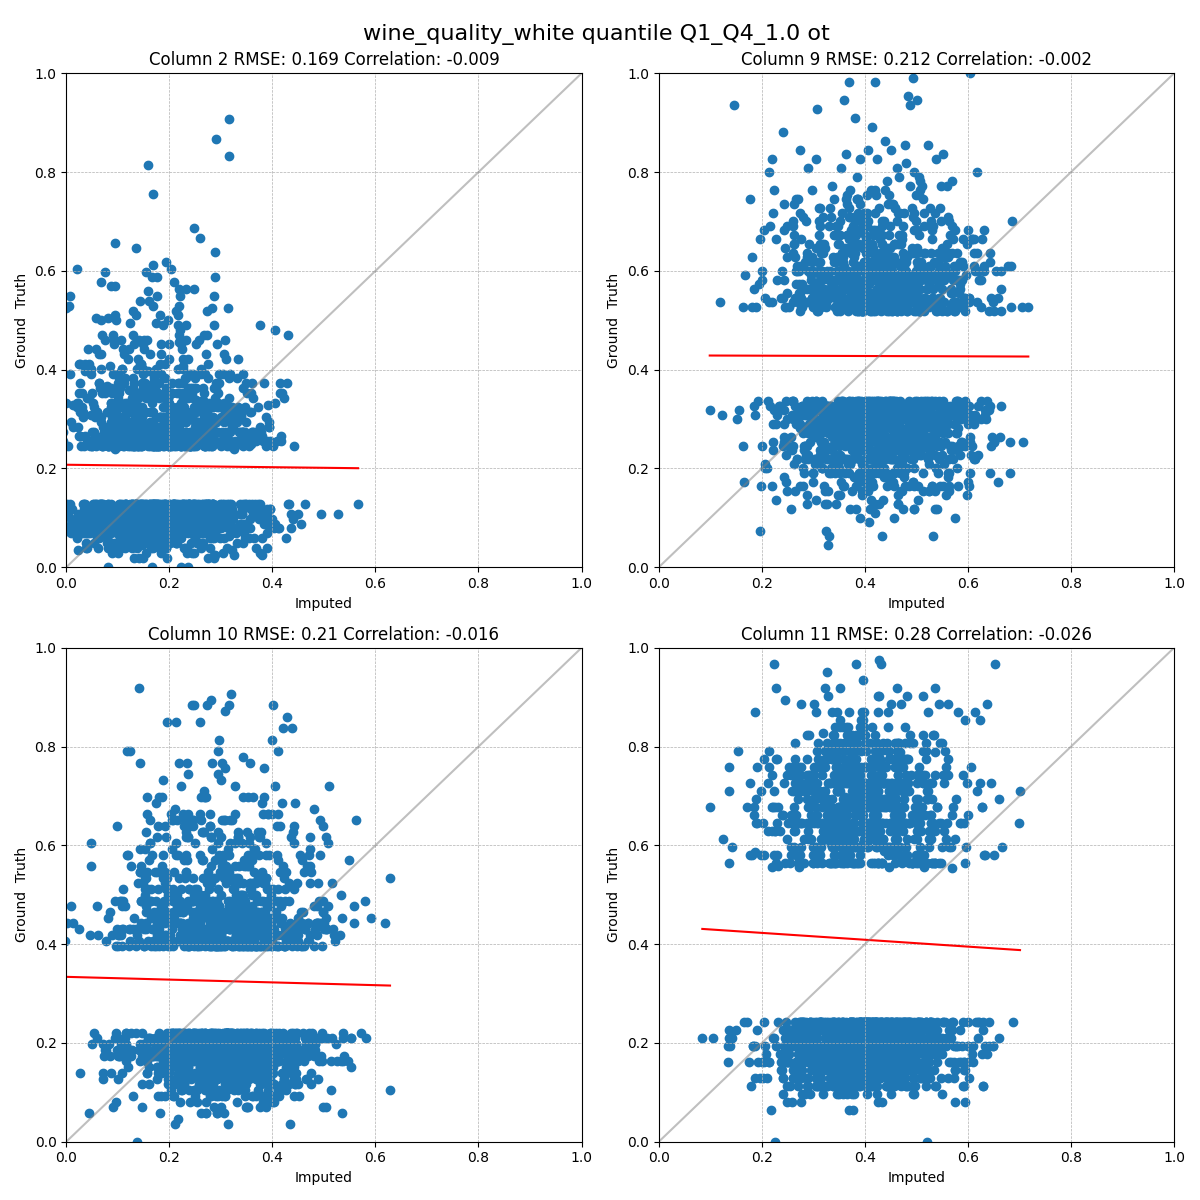 wine_quality_white quantile Q1_Q4_1.0 ot
Column 2 RMSE: 0.169 Correlation: -0.009
Column 9 RMSE: 0.212 Correlation: -0.002
1.0
0.8
0.6
0.4
0.2
0.0
Ground Truth
0.0 0.2 0.4 0.6 0.8 1.0
Imputed
1.0
0.8
0.6
0.4
0.2
0.0
Ground Truth
0.0 0.2 0.4 0.6 0.8 1.0
Imputed
Column 10 RMSE: 0.21 Correlation: -0.016
Column 11 RMSE: 0.28 Correlation: -0.026
1.0
0.8
0.6
0.4
0.2
0.0
Ground Truth
0.0 0.2 0.4 0.6 0.8 1.0
Imputed
1.0
0.8
0.6
0.4
0.2
0.0
Ground Truth
0.0 0.2 0.4 0.6 0.8 1.0
Imputed